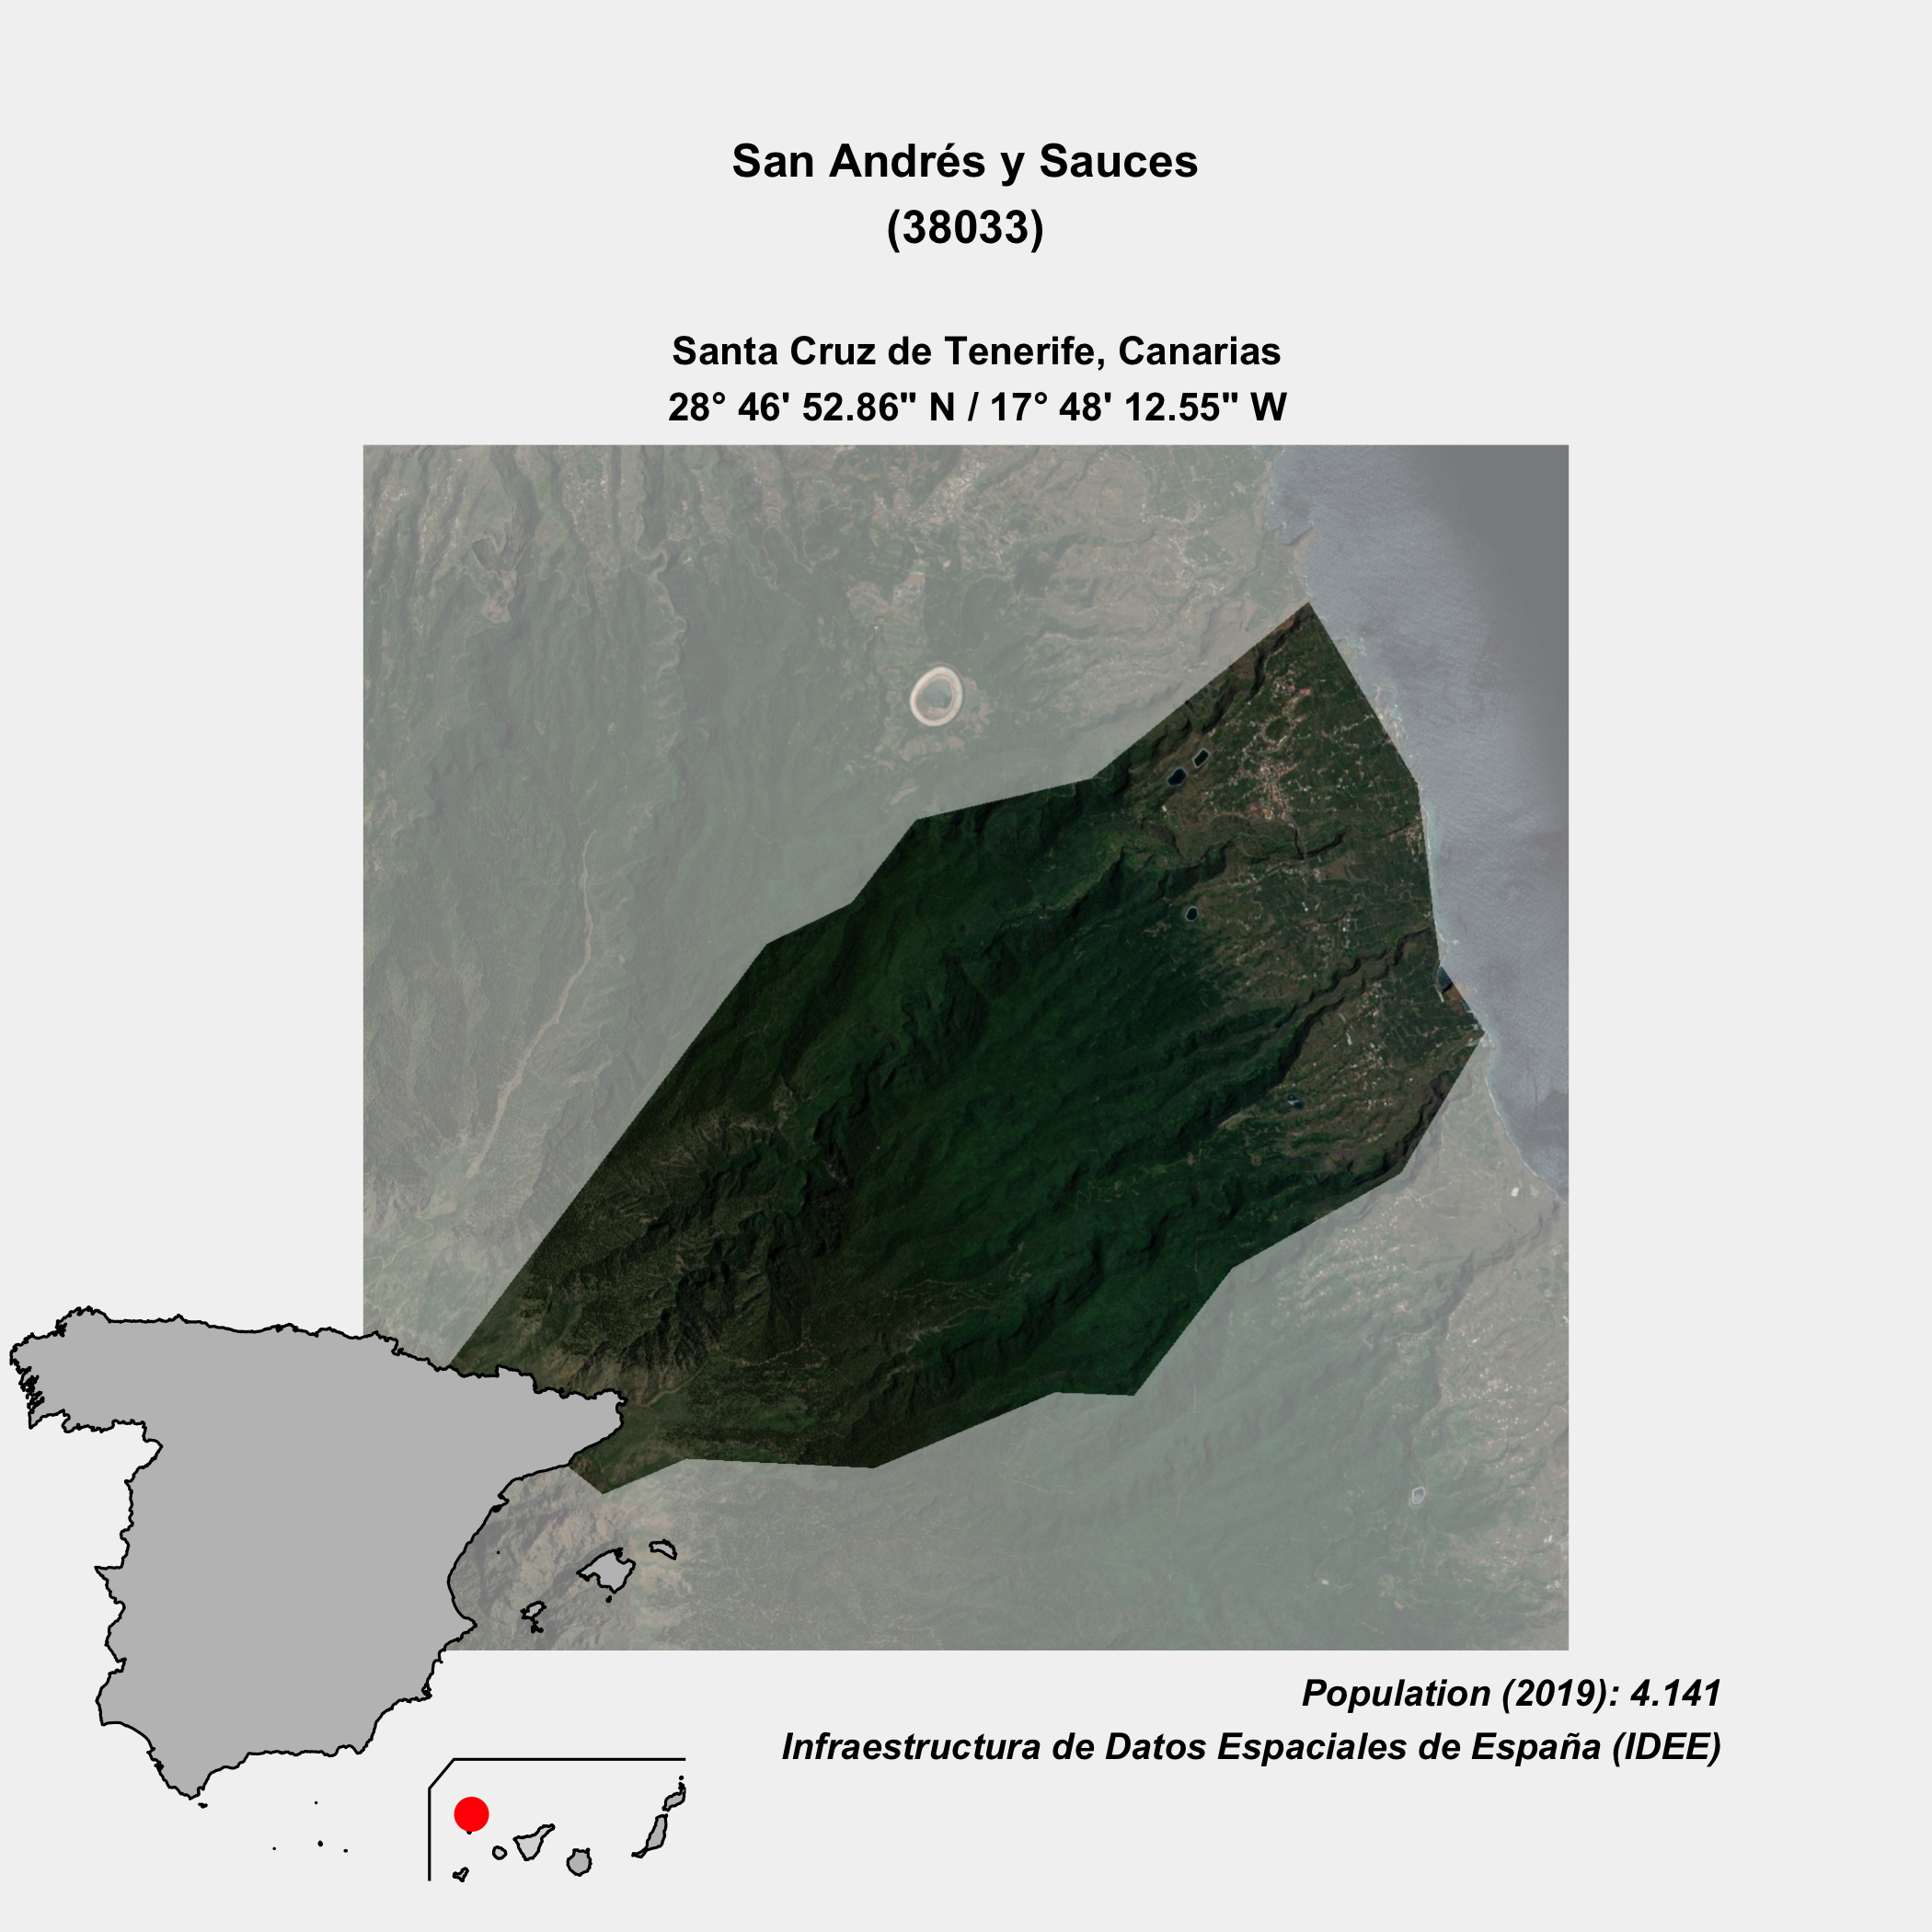 San Andrés y Sauces
(38033)
Santa Cruz de Tenerife, Canarias
28° 46' 52.86" N / 17° 48' 12.55" W
Population (2019): 4.141
Infraestructura de Datos Espaciales de España (IDEE)